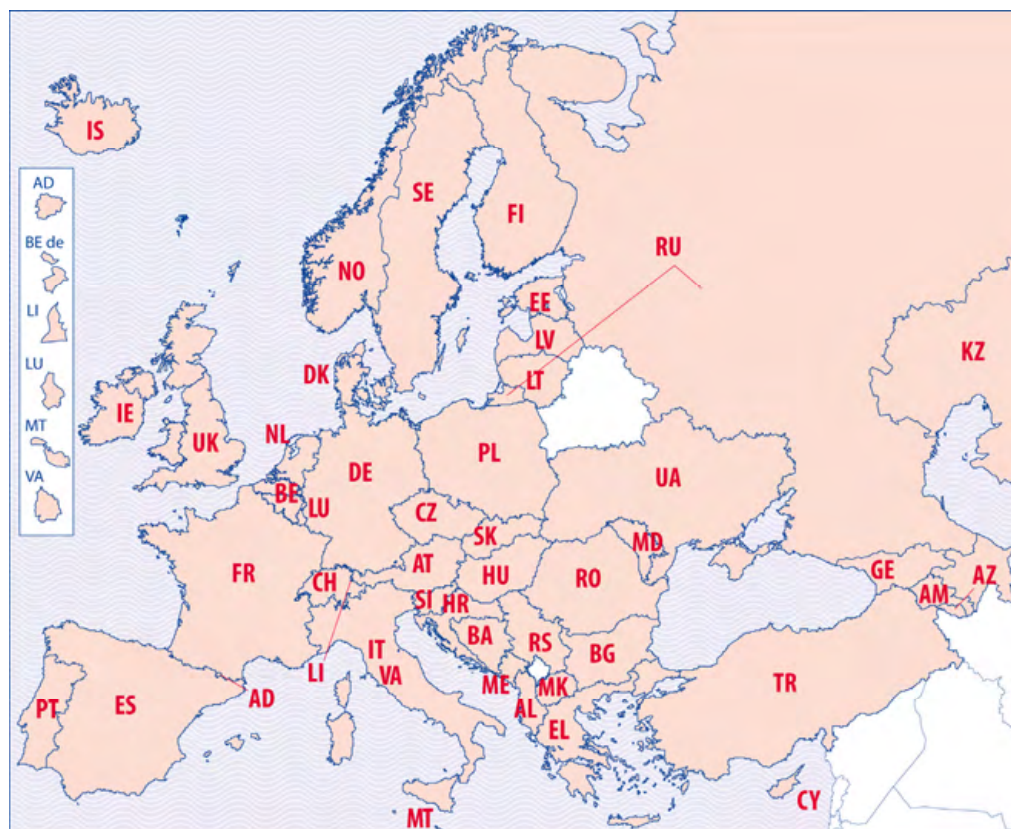 IS
AD
BE de
LI
LU
MT
VA
SE
FI
NO
RU
EE
LV
LT
KZ
DK
IE
UK
NL
BE
LU
DE
PL
UA
CZ
SK
MD
FR
CH
AT
HU
RO
GE
AM
AZ
SI
HR
BA
RS
BG
IT
VA
LI
ME
MK
AL
EL
TR
PT
ES
AD
MT
CY